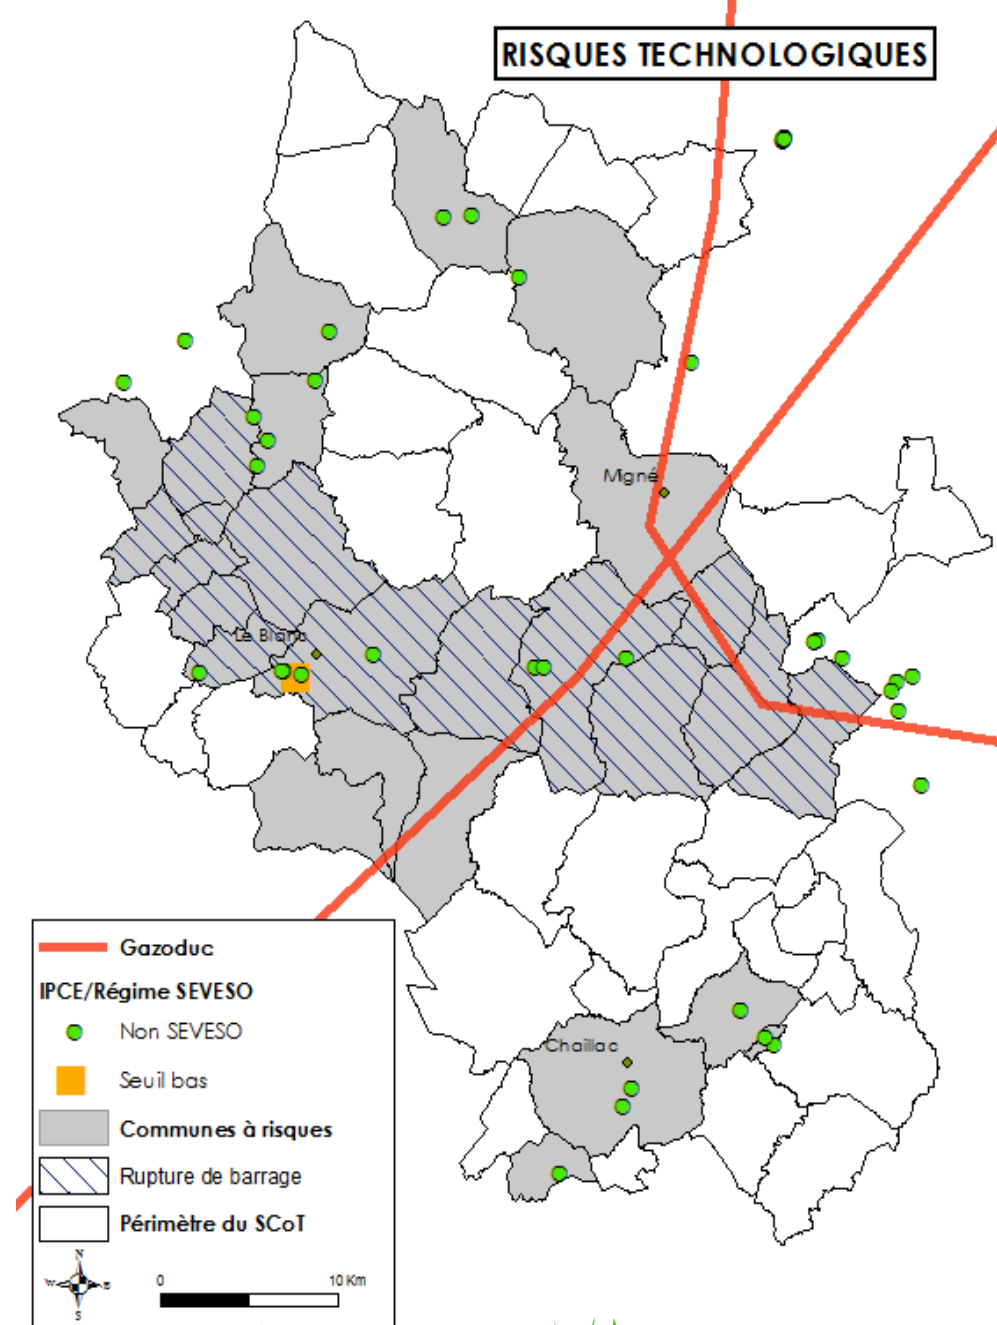 RISQUES TECHNOLOGIQUES
Migné
Le Blanc
Chaillac
Gazoduc
IPCE/Régime SEVESO
Non SEVESO
Seuil bas
Communes à risques
Rupture de barrage
Périmètre du SCoT
N
W E
S
0 10 Km